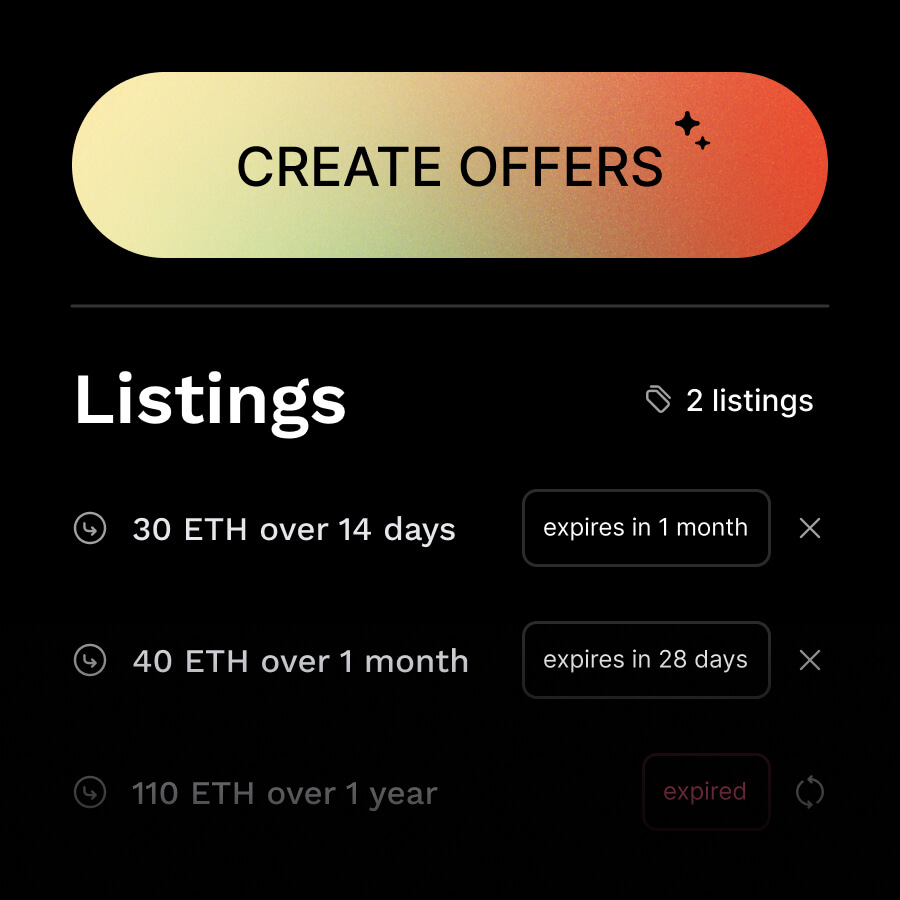 CREATE OFFERS
Listings
2 listings
30 ETH over 14 days
expires in 1 month
40 ETH over 1 month
expires in 28 days
110 ETH over 1 year
expired